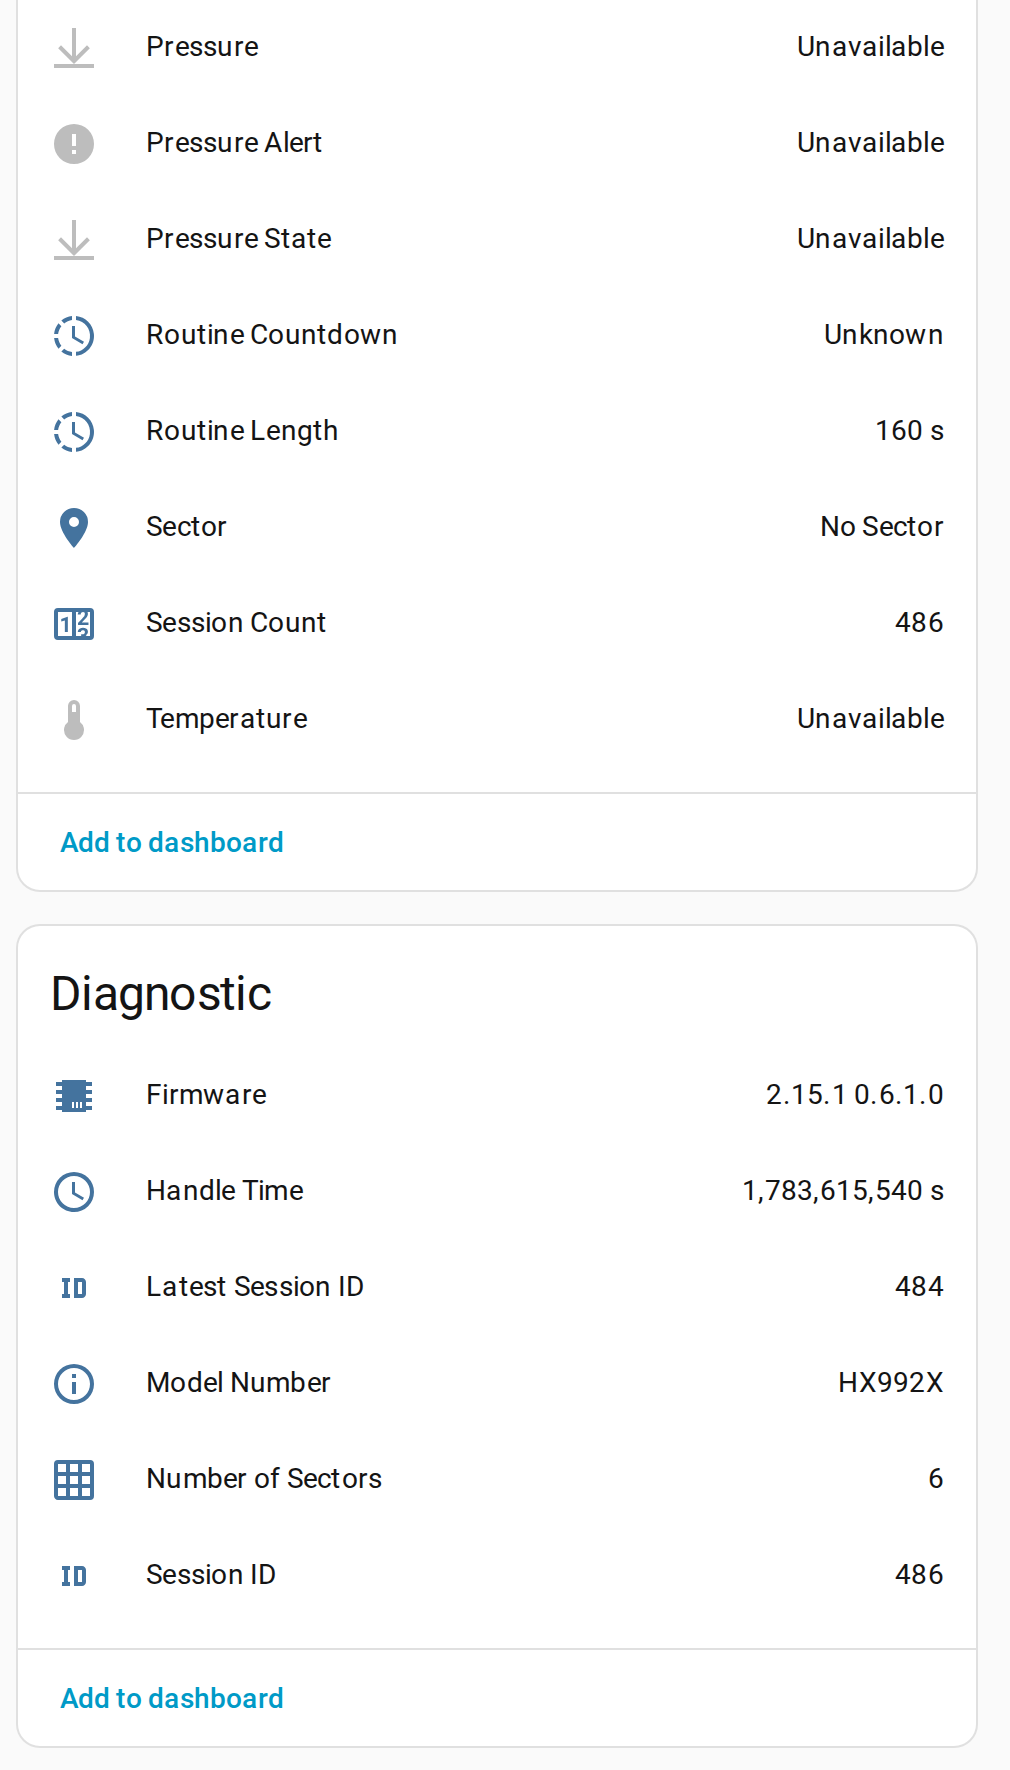 Pressure Unavailable
Pressure Alert Unavailable
Pressure State Unavailable
Routine Countdown Unknown
Routine Length 160 s
Sector No Sector
Session Count 486
Temperature Unavailable
Add to dashboard
Diagnostic
Firmware 2.15.1 0.6.1.0
Handle Time 1,783,615,540 s
ID Latest Session ID 484
Model Number HX992X
Number of Sectors 6
ID Session ID 486
Add to dashboard